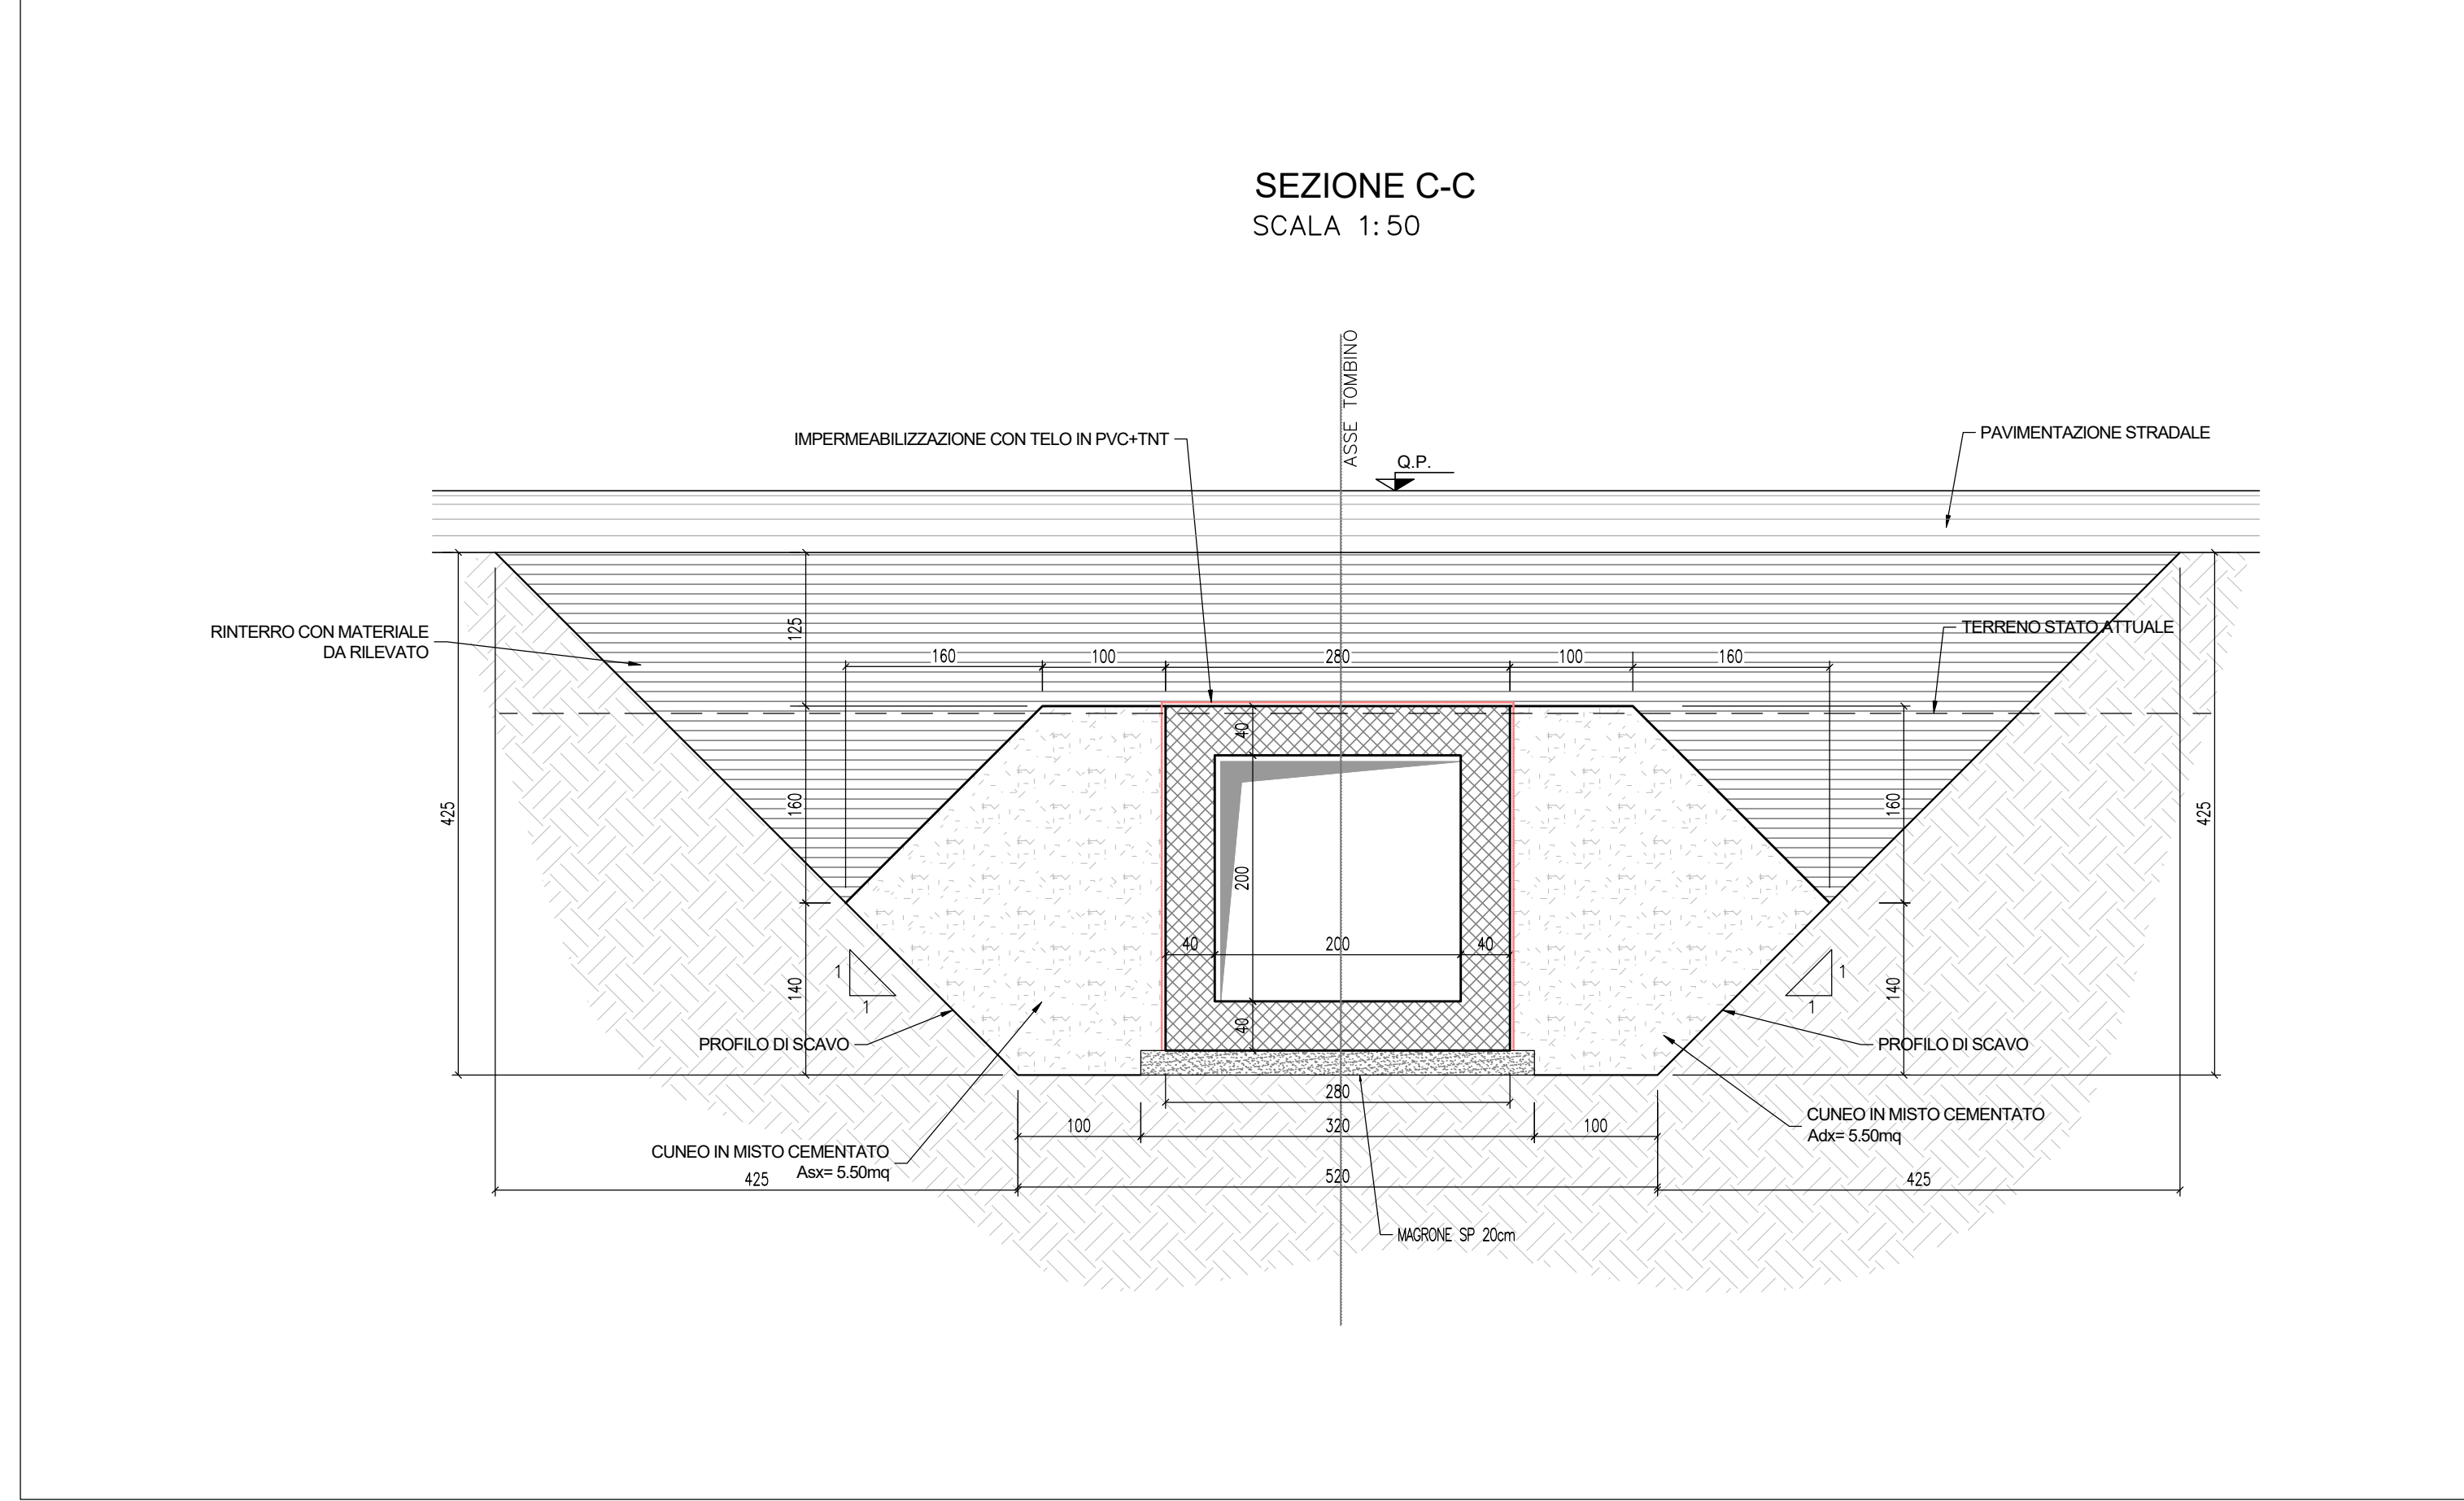 SEZIONE C-C
SCALA 1:50
ASSE TOMBINO
IMPERMEABILIZZAZIONE CON TELO IN PVC+TNT
Q.P.
PAVIMENTAZIONE STRADALE
RINTERRO CON MATERIALE
DA RILEVATO
TERRENO STATO ATTUALE
125
160
100
280
100
160
40
160
160
425
425
200
40
200
40
140
140
1
1
1
1
40
PROFILO DI SCAVO
PROFILO DI SCAVO
280
100
320
100
CUNEO IN MISTO CEMENTATO
Adx= 5.50mq
CUNEO IN MISTO CEMENTATO
Asx= 5.50mq
425
520
425
MAGRONE SP 20cm